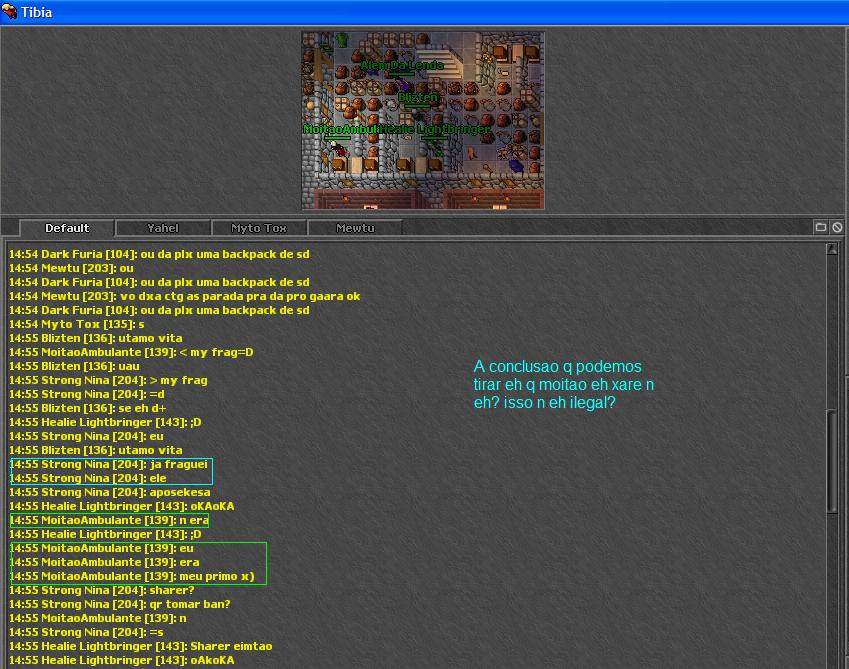 Tibia
Alem Da Lenda
Blizten
MoitaoAmbul
Healie Lightbringer
Default Yahel Myto Tox Mewtu
14:54 Dark Furia [104]: ou da plx uma backpack de sd
14:54 Mewtu [203]: ou
14:54 Dark Furia [104]: ou da plx uma backpack de sd
14:54 Mewtu [203]: vo dxa ctg as parada pra da pro gaara ok
14:54 Dark Furia [104]: ou da plx uma backpack de sd
14:54 Myto Tox [135]: s
14:55 Blizten [136]: utamo vita
14:55 MoitaoAmbulante [139]: < my frag=D
14:55 Blizten [136]: uau
14:55 Strong Nina [204]: > my frag
14:55 Strong Nina [204]: =d
14:55 Blizten [136]: se eh d+
14:55 Healie Lightbringer [143]: ;D
14:55 Strong Nina [204]: eu
14:55 Blizten [136]: utamo vita
14:55 Strong Nina [204]: ja fraguei
14:55 Strong Nina [204]: ele
14:55 Strong Nina [204]: aposekesa
14:55 Healie Lightbringer [143]: oKAoKA
14:55 MoitaoAmbulante [139]: n era
14:55 Healie Lightbringer [143]: ;D
14:55 MoitaoAmbulante [139]: eu
14:55 MoitaoAmbulante [139]: era
14:55 MoitaoAmbulante [139]: meu primo x)
14:55 Strong Nina [204]: sharer?
14:55 Strong Nina [204]: qr tomar ban?
14:55 MoitaoAmbulante [139]: n
14:55 Strong Nina [204]: =s
14:55 Healie Lightbringer [143]: Sharer eimtao
14:55 Healie Lightbringer [143]: oAkoKA
A conclusao q podemos
tirar eh q moitao eh xare n
eh? isso n eh ilegal?